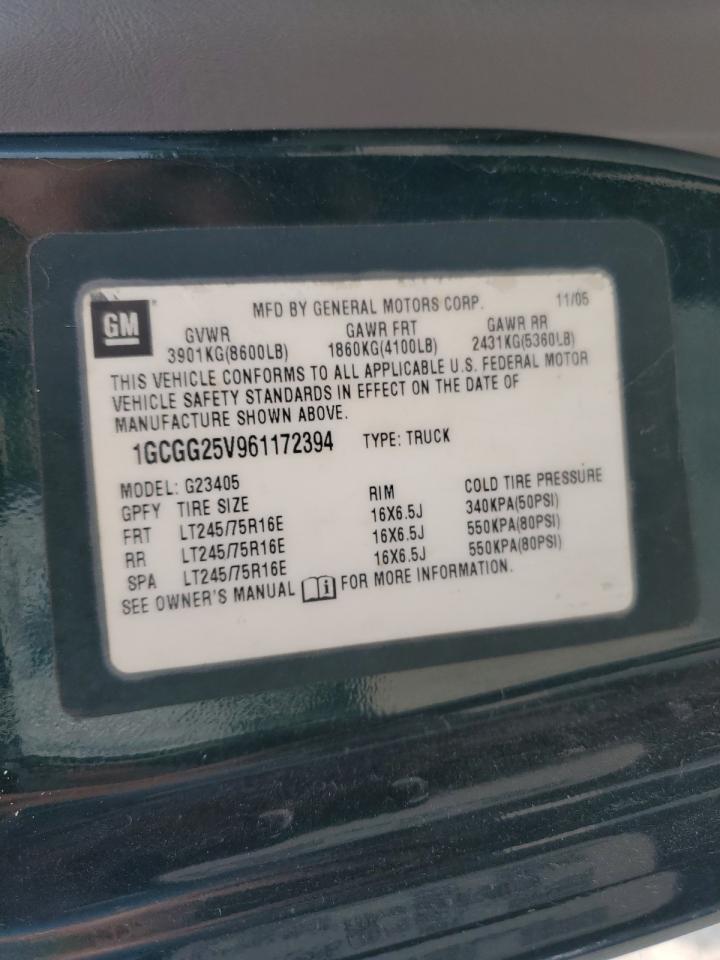 GM
MFD BY GENERAL MOTORS CORP. 11/05
GVWR GAWR FRT GAWR RR
3901KG(8600LB) 1860KG(4100LB) 2431KG(5360LB)
THIS VEHICLE CONFORMS TO ALL APPLICABLE U.S. FEDERAL MOTOR
VEHICLE SAFETY STANDARDS IN EFFECT ON THE DATE OF
MANUFACTURE SHOWN ABOVE.
1GCGG25V961172394 TYPE: TRUCK
MODEL: G23405
GPFY TIRE SIZE RIM COLD TIRE PRESSURE
FRT LT245/75R16E 16X6.5J 340KPA(50PSI)
RR LT245/75R16E 16X6.5J 550KPA(80PSI)
SPA LT245/75R16E 16X6.5J 550KPA(80PSI)
SEE OWNER'S MANUAL i FOR MORE INFORMATION.